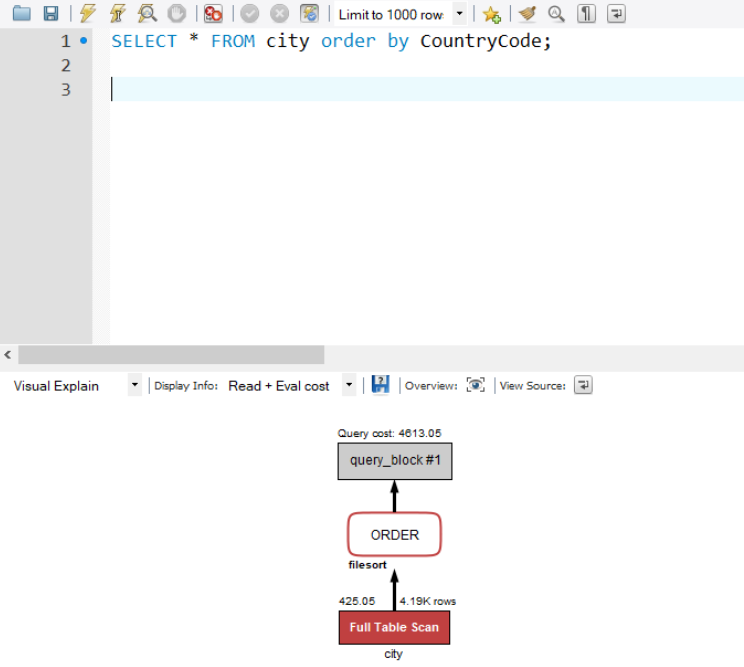 Limit to 1000 row
1 SELECT * FROM city order by CountryCode;
2
3
Visual Explain Display Info: Read + Eval cost Overview: View Source:
Query cost: 4613.05
query_block #1
ORDER
filesort
425.05 4.19K rows
Full Table Scan
city